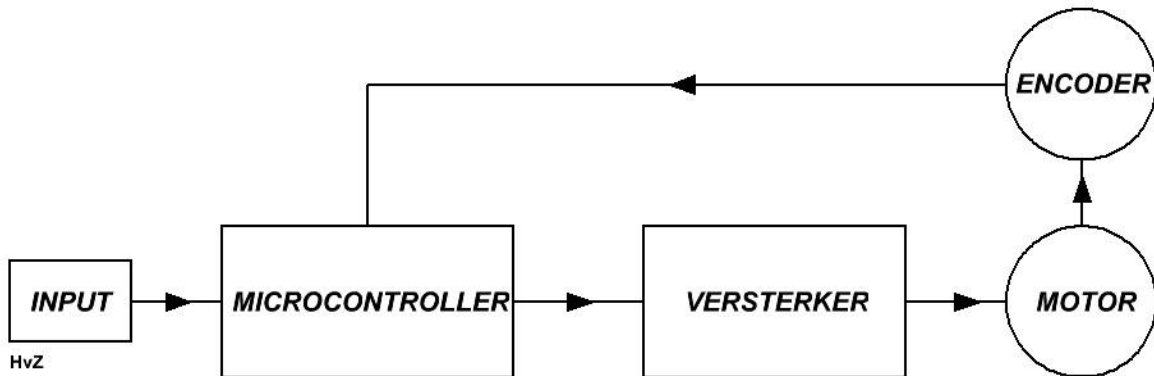 ENCODER
INPUT
MICROCONTROLLER
VERSTERKER
MOTOR
HvZ